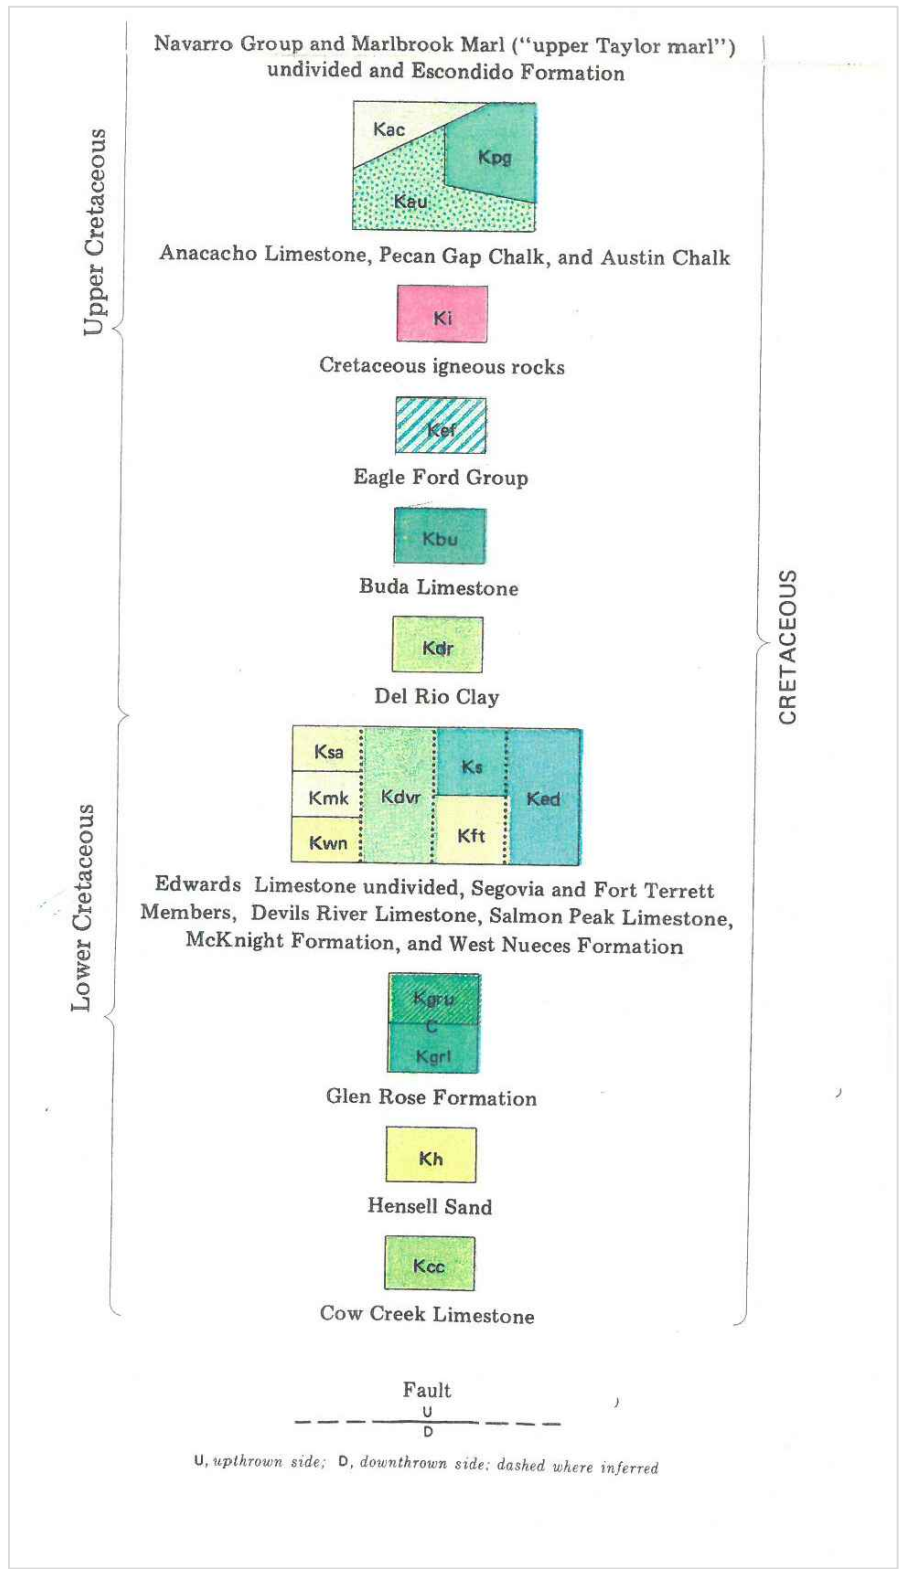 Navarro Group and Marlbrook Marl (“upper Taylor marl”)
undivided and Escondido Formation
Kac
Kpg
Kau
Anacacho Limestone, Pecan Gap Chalk, and Austin Chalk
Upper Cretaceous
Ki
Cretaceous igneous rocks
Kef
Eagle Ford Group
Kbu
Buda Limestone
Kdr
Del Rio Clay
CRETACEOUS
Ksa
Kmk
Kwn
Kdvr
Ks
Kft
Ked
Edwards Limestone undivided, Segovia and Fort Terrett
Members, Devils River Limestone, Salmon Peak Limestone,
McKnight Formation, and West Nueces Formation
Lower Cretaceous
Kgru
C
Kgrl
Glen Rose Formation
Kh
Hensell Sand
Kcc
Cow Creek Limestone
Fault
U
D
U, upthrown side; D, downthrown side; dashed where inferred